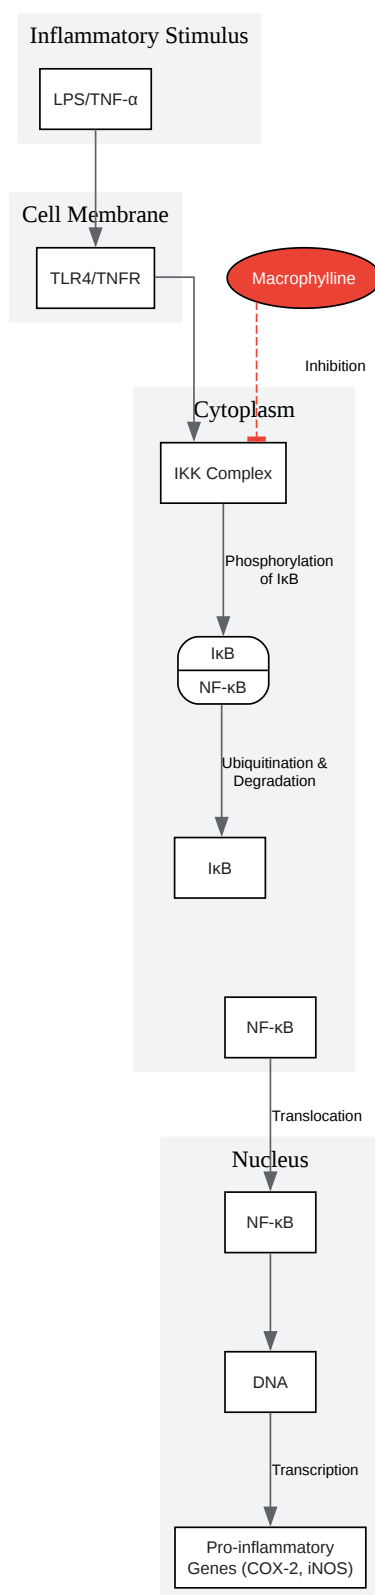 Inflammatory Stimulus
LPS/TNF-α
Cell Membrane
TLR4/TNFR
Macrophylline
Inhibition
Cytoplasm
IKK Complex
Phosphorylation
of IκB
IκB
NF-κB
Ubiquitination &
Degradation
IκB
NF-κB
Translocation
Nucleus
NF-κB
DNA
Transcription
Pro-inflammatory
Genes (COX-2, iNOS)